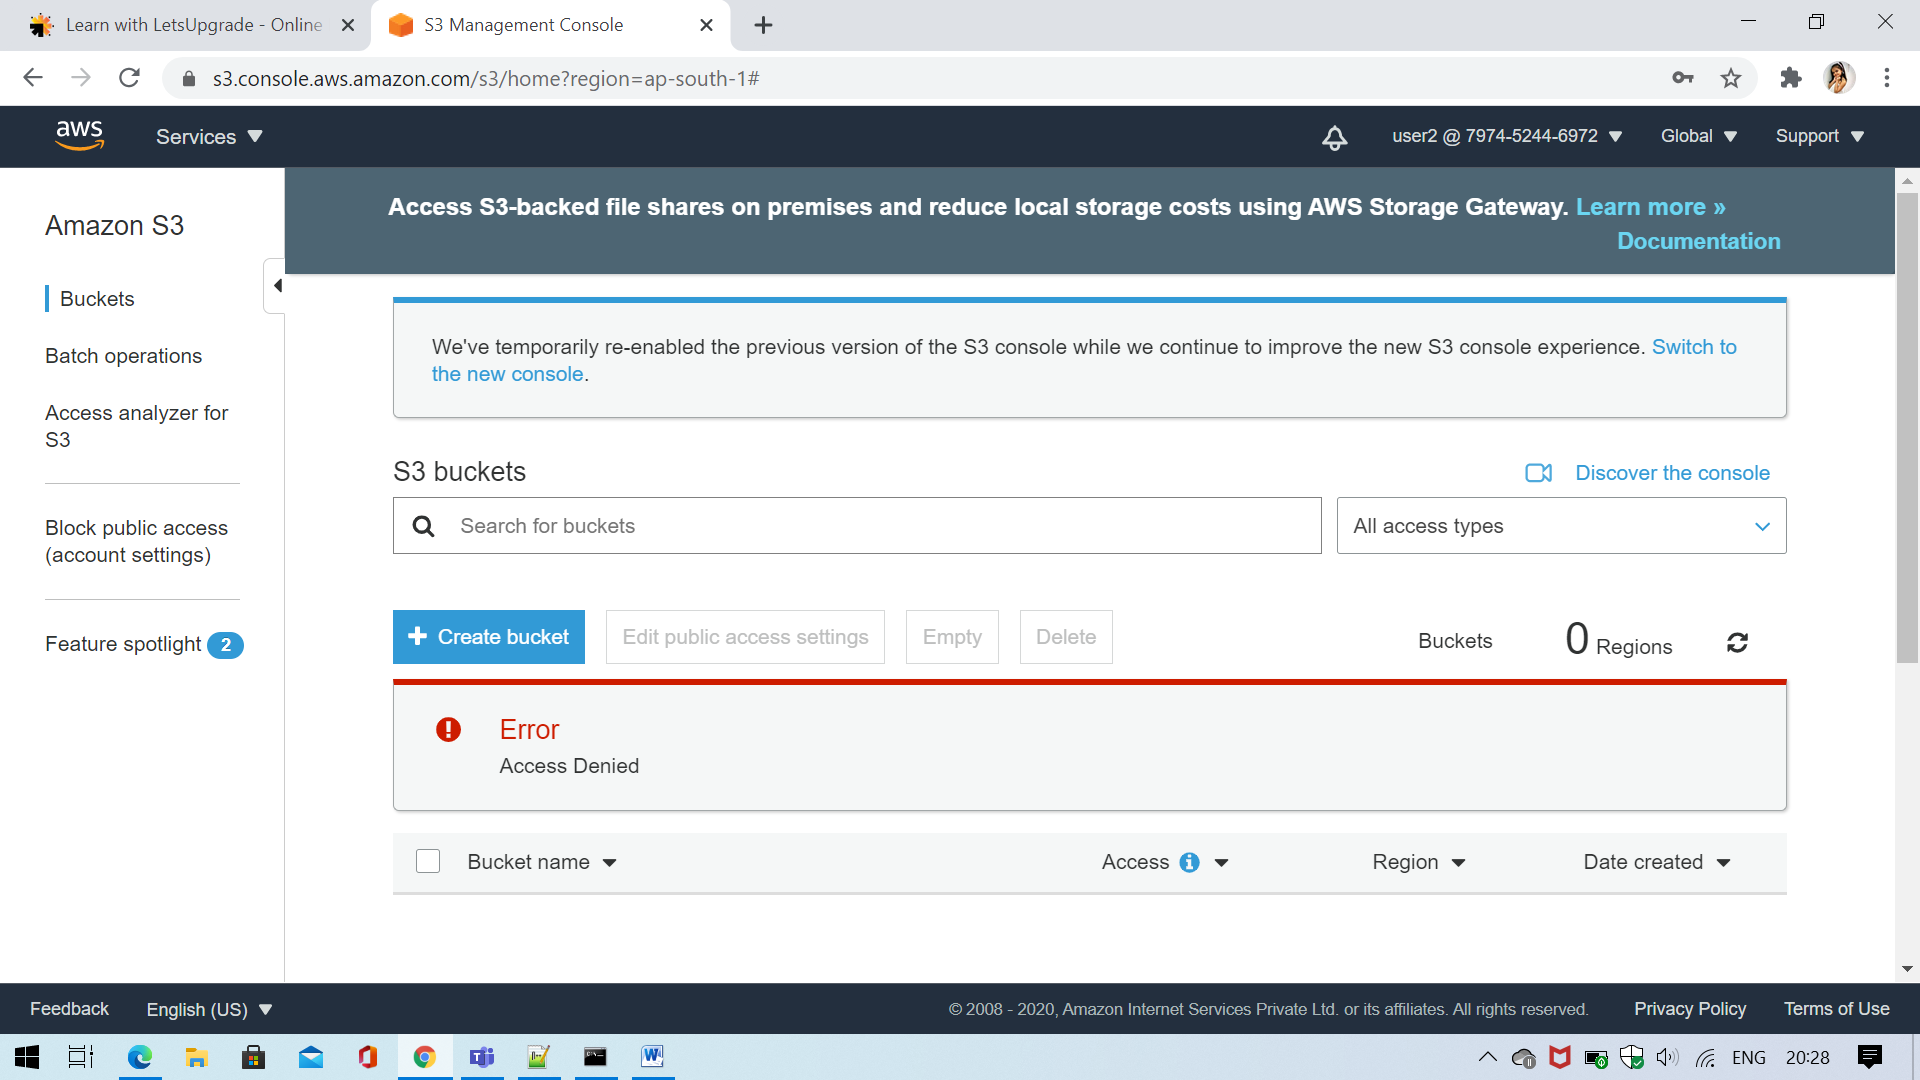 Learn with LetsUpgrade - Online
S3 Management Console
s3.console.aws.amazon.com/s3/home?region=ap-south-1#
aws
Services
user2 @ 7974-5244-6972
Global
Support
Amazon S3
Buckets
Batch operations
Access analyzer for
S3
Block public access
(account settings)
Feature spotlight 2
Access S3-backed file shares on premises and reduce local storage costs using AWS Storage Gateway. Learn more »
Documentation
We've temporarily re-enabled the previous version of the S3 console while we continue to improve the new S3 console experience. Switch to
the new console.
S3 buckets
Discover the console
Search for buckets
All access types
+ Create bucket
Edit public access settings
Empty
Delete
Buckets
0 Regions
Error
Access Denied
Bucket name
Access
Region
Date created
Feedback
English (US)
© 2008 - 2020, Amazon Internet Services Private Ltd. or its affiliates. All rights reserved.
Privacy Policy
Terms of Use
ENG
20:28